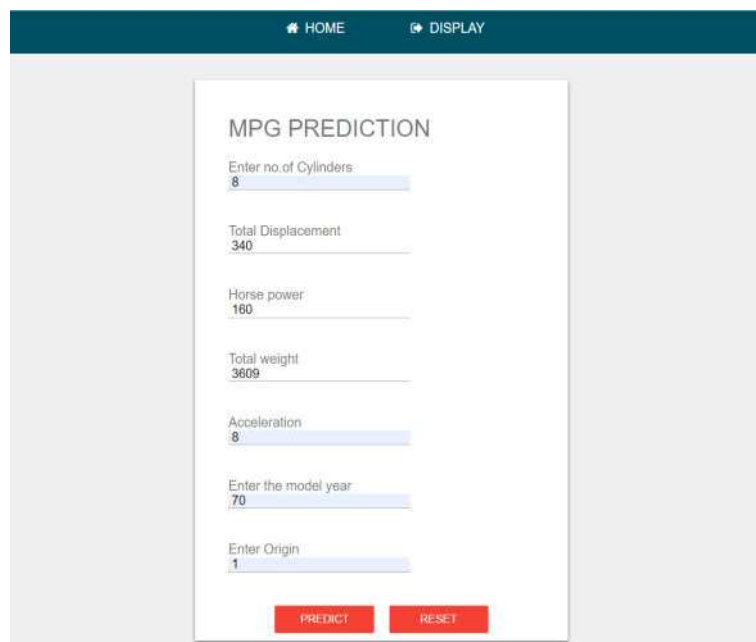 HOME DISPLAY
MPG PREDICTION
Enter no.of Cylinders
8
Total Displacement
340
Horse power
160
Total weight
3609
Acceleration
8
Enter the model year
70
Enter Origin
1
PREDICT RESET